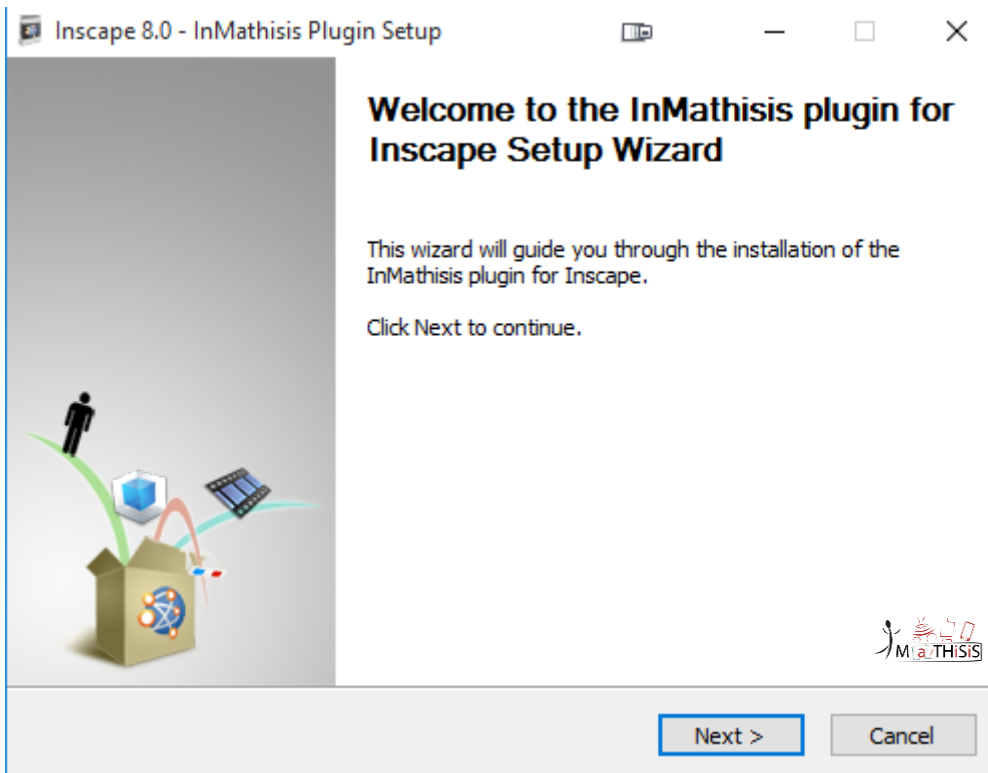 Inscape 8.0 - InMathisis Plugin Setup
Welcome to the InMathisis plugin for
Inscape Setup Wizard
This wizard will guide you through the installation of the
InMathisis plugin for Inscape.
Click Next to continue.
MaTHiSiS
Next >
Cancel